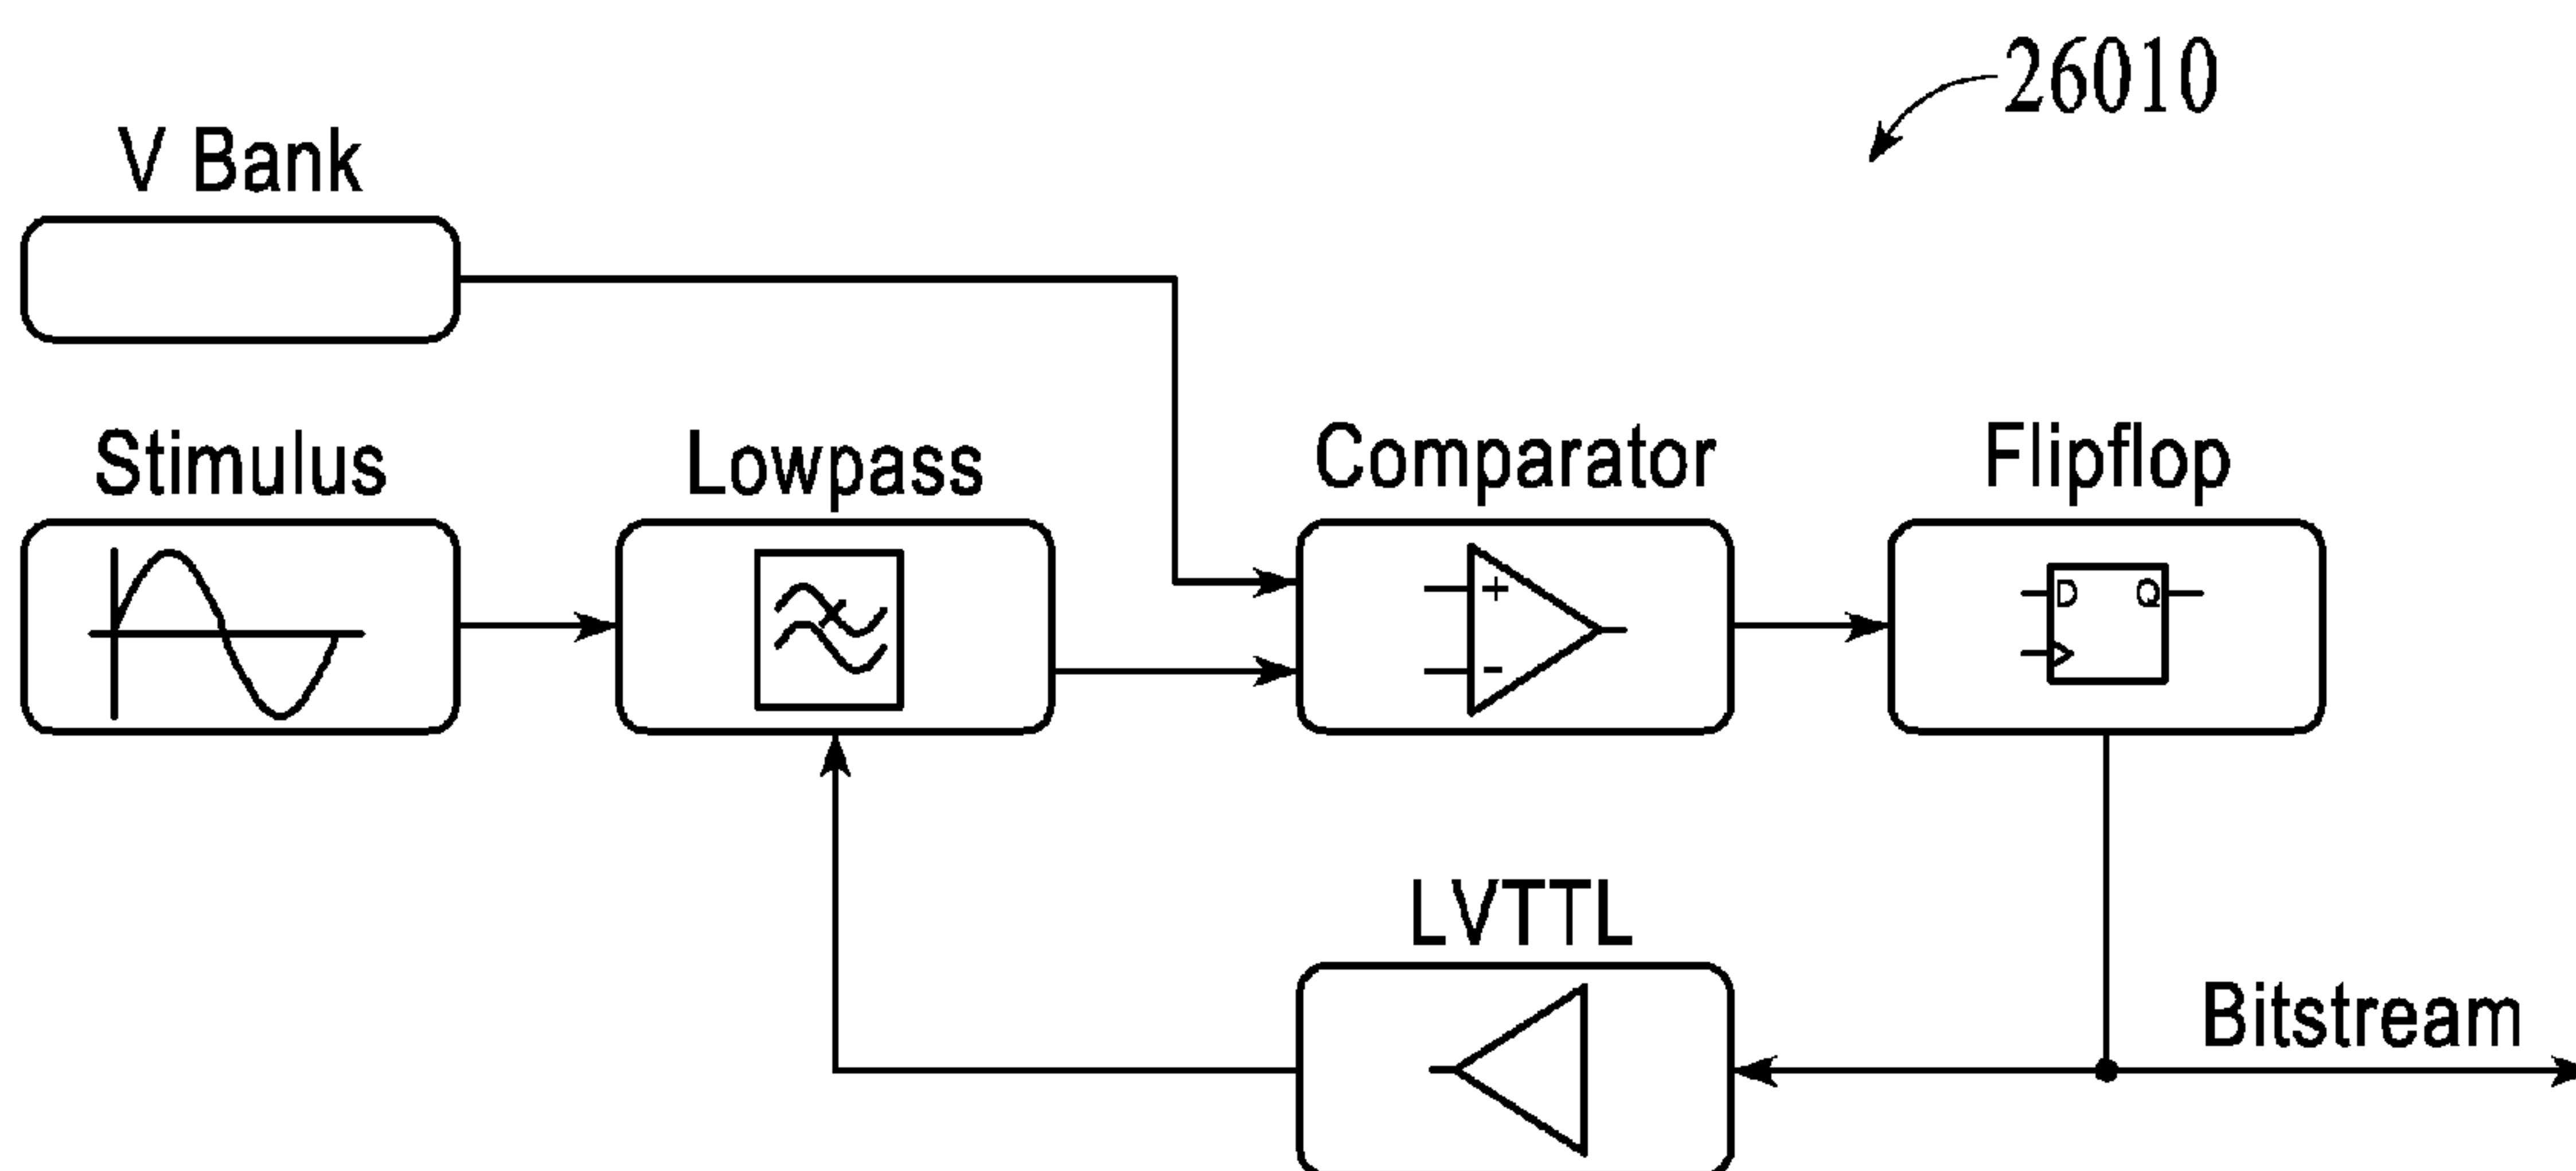 26010
V Bank
Stimulus
Lowpass
Comparator
Flipflop
+
-
D
Q
LVTTL
Bitstream